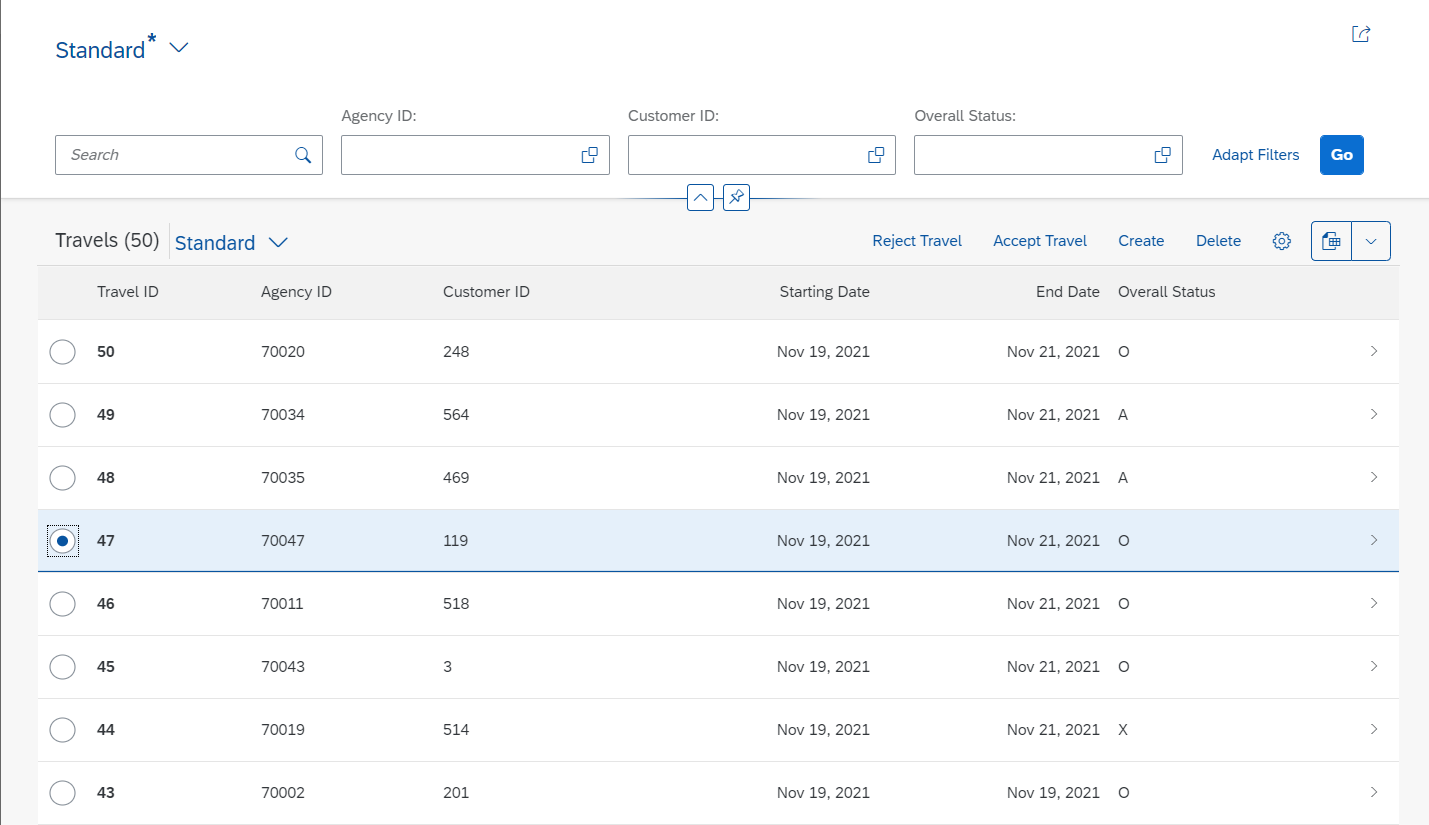 Standard*
Agency ID: Customer ID: Overall Status:
Search Adapt Filters Go
Travels (50) Standard Reject Travel Accept Travel Create Delete
Travel ID Agency ID Customer ID Starting Date End Date Overall Status
50 70020 248 Nov 19, 2021 Nov 21, 2021 O
49 70034 564 Nov 19, 2021 Nov 21, 2021 A
48 70035 469 Nov 19, 2021 Nov 21, 2021 A
47 70047 119 Nov 19, 2021 Nov 21, 2021 O
46 70011 518 Nov 19, 2021 Nov 21, 2021 O
45 70043 3 Nov 19, 2021 Nov 21, 2021 O
44 70019 514 Nov 19, 2021 Nov 21, 2021 X
43 70002 201 Nov 19, 2021 Nov 19, 2021 O